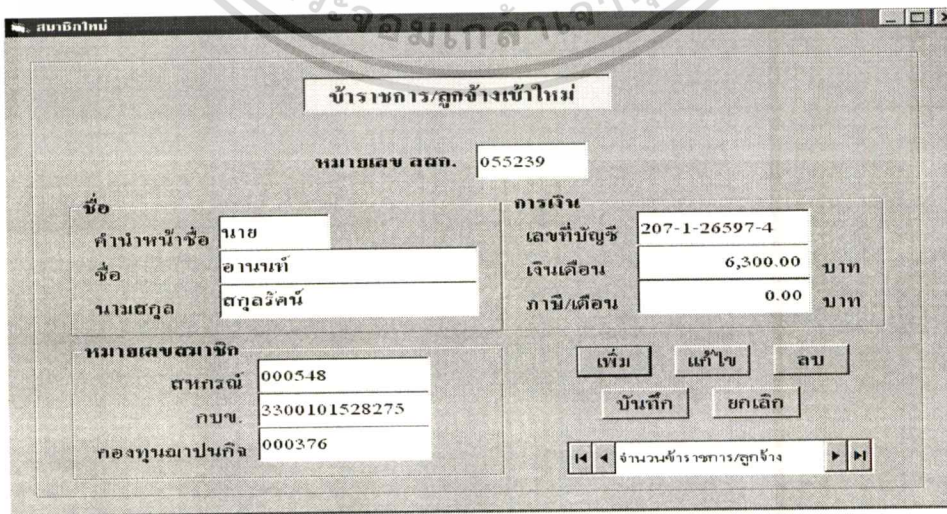 สมาชิกใหม่
ข้าราชการ/ลูกจ้างเข้าใหม่
หมายเลข ลสก. 055239
ชื่อ
คำนำหน้าชื่อ นาย
ชื่อ อานนท์
นามสกุล สกุลรัตน์
การเงิน
เลขที่บัญชี 207-1-26597-4
เงินเดือน 6,300.00 บาท
ภาษี/เดือน 0.00 บาท
หมายเลขสมาชิก
สหกรณ์ 000548
กบข. 3300101528275
กองทุนฌาปนกิจ 000376
เพิ่ม แก้ไข ลบ
บันทึก ยกเลิก
จำนวนข้าราชการ/ลูกจ้าง